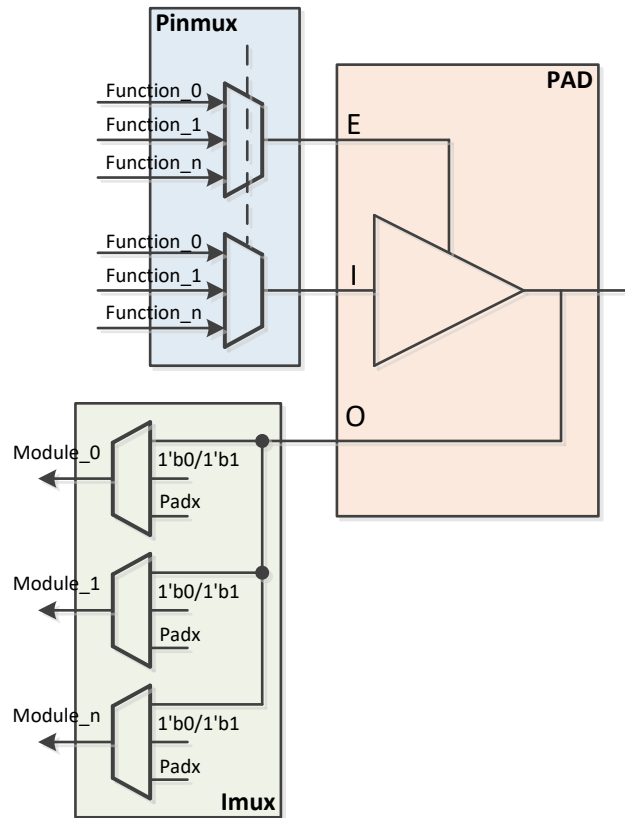 Pinmux
Function_0
Function_1
Function_n
Function_0
Function_1
Function_n
PAD
E
I
O
Module_0
1'b0/1'b1
Padx
Module_1
1'b0/1'b1
Padx
Module_n
1'b0/1'b1
Padx
Imux